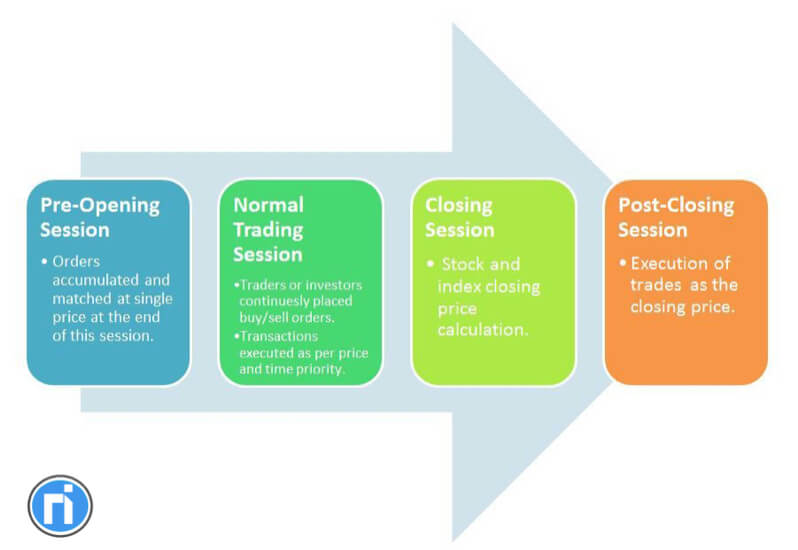 Pre-Opening
Session
• Orders
accumulated and
matched at single
price at the end
of this session.
Normal
Trading
Session
•Traders or investors
continuesly placed
buy/sell orders.
•Transactions
executed as per price
and time priority.
Closing
Session
• Stock and
index closing
price
calculation.
Post-Closing
Session
• Execution of
trades as the
closing price.